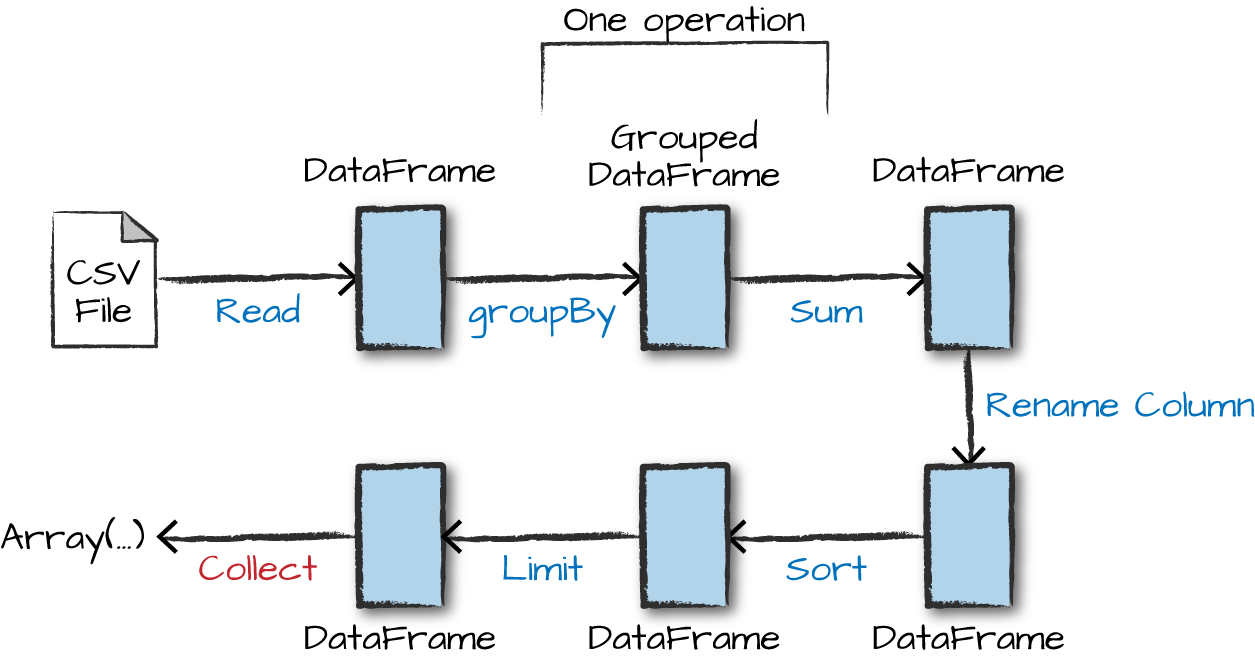 One operation
Grouped
DataFrame
DataFrame
DataFrame
CSV
File
Read
groupBy
Sum
Rename Column
Array(...)
Collect
Limit
Sort
DataFrame
DataFrame
DataFrame